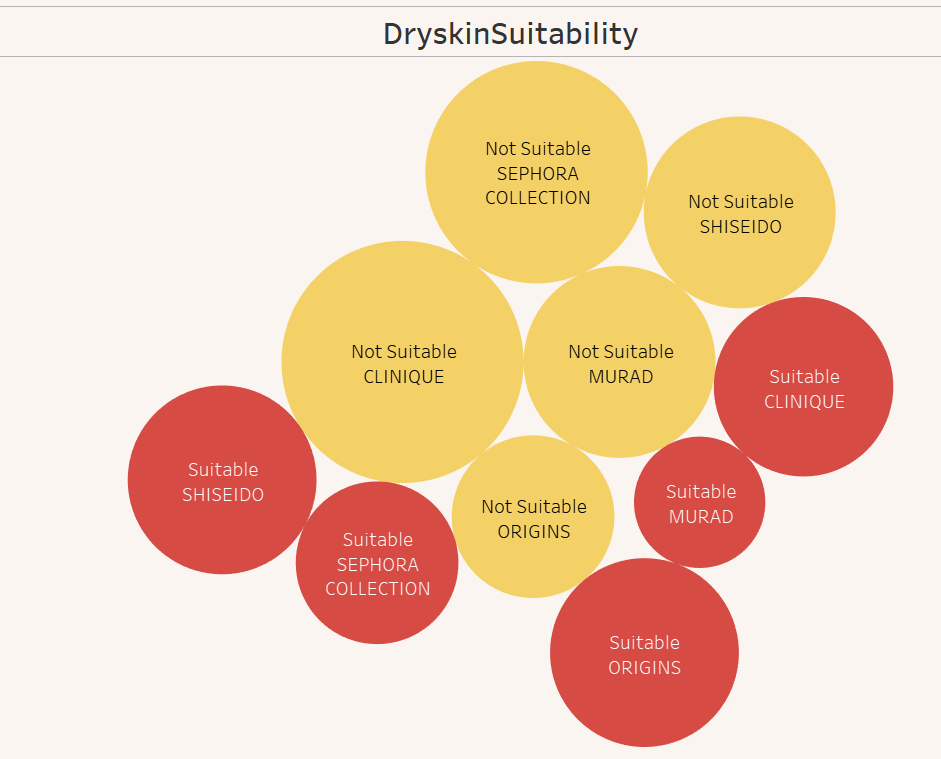 DryskinSuitability
Not Suitable
SEPHORA
COLLECTION
Not Suitable
SHISEIDO
Not Suitable
CLINIQUE
Not Suitable
MURAD
Suitable
CLINIQUE
Suitable
SHISEIDO
Suitable
SEPHORA
COLLECTION
Not Suitable
ORIGINS
Suitable
MURAD
Suitable
ORIGINS